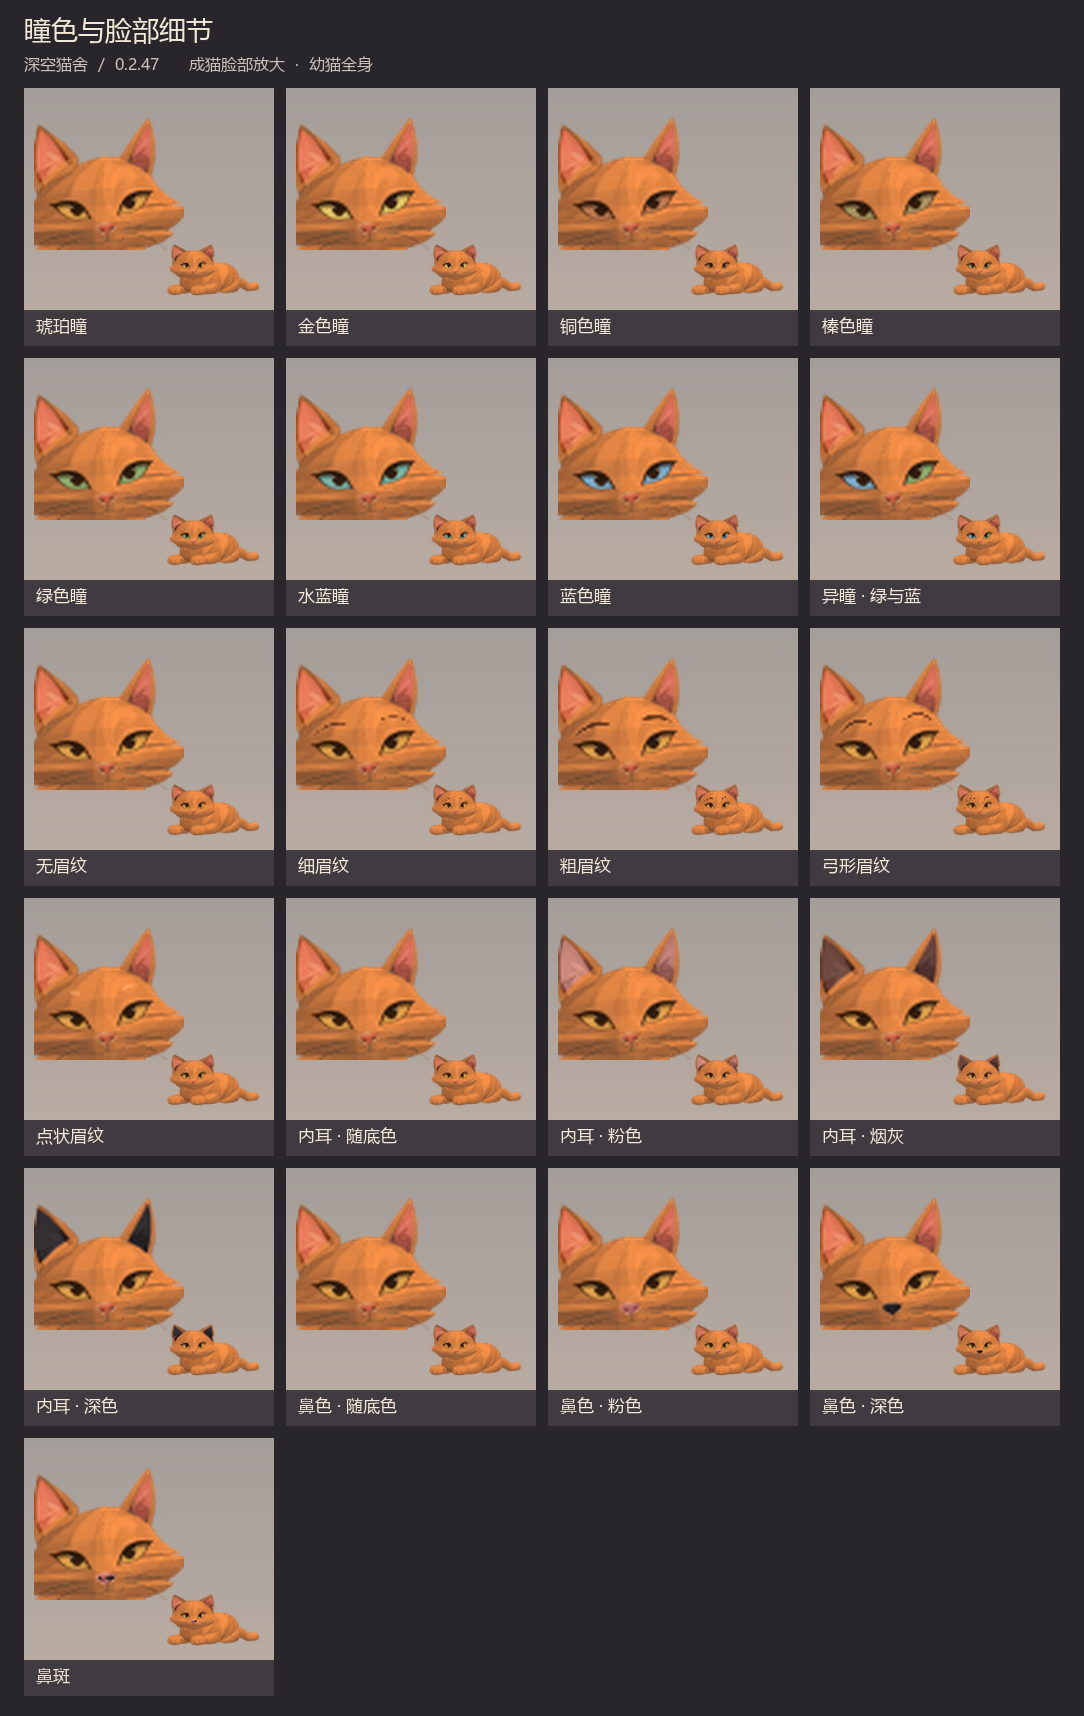 瞳色与脸部细节
深空猫舍 / 0.2.47 成猫脸部放大 · 幼猫全身
琥珀瞳
金色瞳
铜色瞳
榛色瞳
绿色瞳
水蓝瞳
蓝色瞳
异瞳 · 绿与蓝
无眉纹
细眉纹
粗眉纹
弓形眉纹
点状眉纹
内耳 · 随底色
内耳 · 粉色
内耳 · 烟灰
内耳 · 深色
鼻色 · 随底色
鼻色 · 粉色
鼻色 · 深色
鼻斑